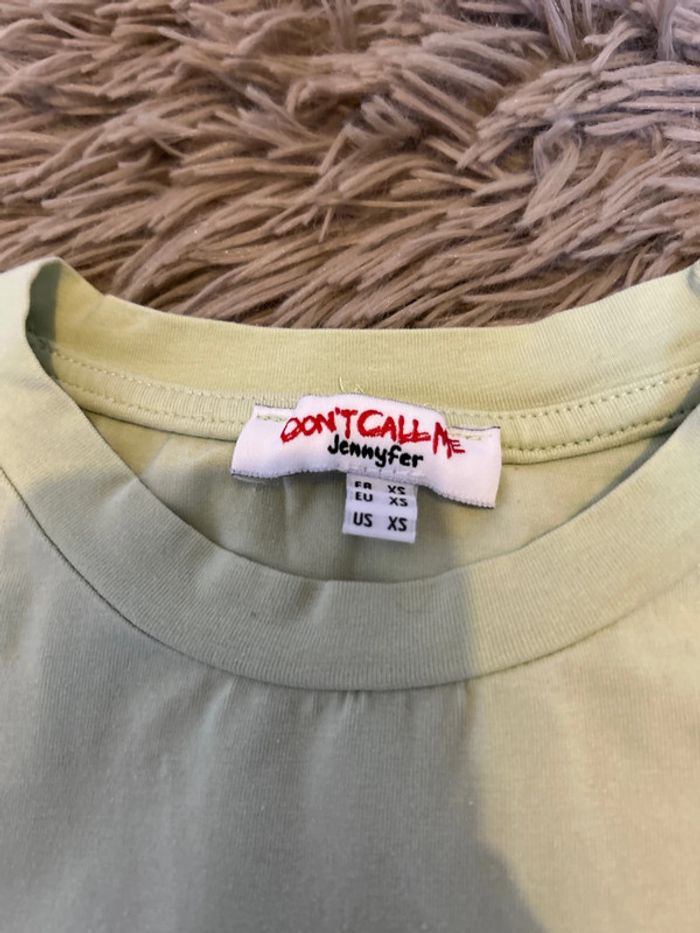 DON'T CALL ME
Jennyfer
FR XS
EU XS
US XS